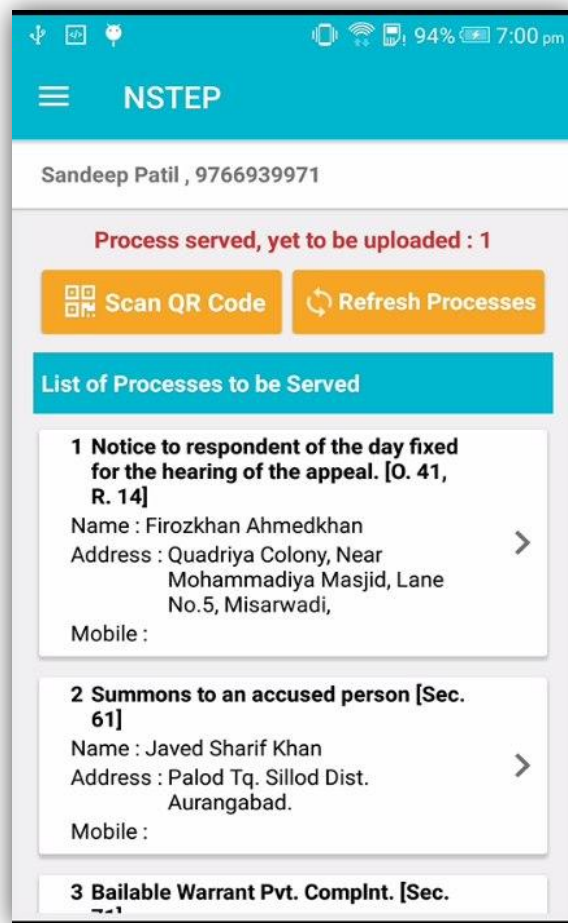 94% 7:00 pm
NSTEP
Sandeep Patil , 9766939971
Process served, yet to be uploaded : 1
Scan QR Code
Refresh Processes
List of Processes to be Served
1 Notice to respondent of the day fixed
for the hearing of the appeal. [O. 41,
R. 14]
Name : Firozkhan Ahmedkhan
Address : Quadriya Colony, Near
Mohammadiya Masjid, Lane
No.5, Misarwadi,
Mobile :
2 Summons to an accused person [Sec.
61]
Name : Javed Sharif Khan
Address : Palod Tq. Sillod Dist.
Aurangabad.
Mobile :
3 Bailable Warrant Pvt. Complnt. [Sec.